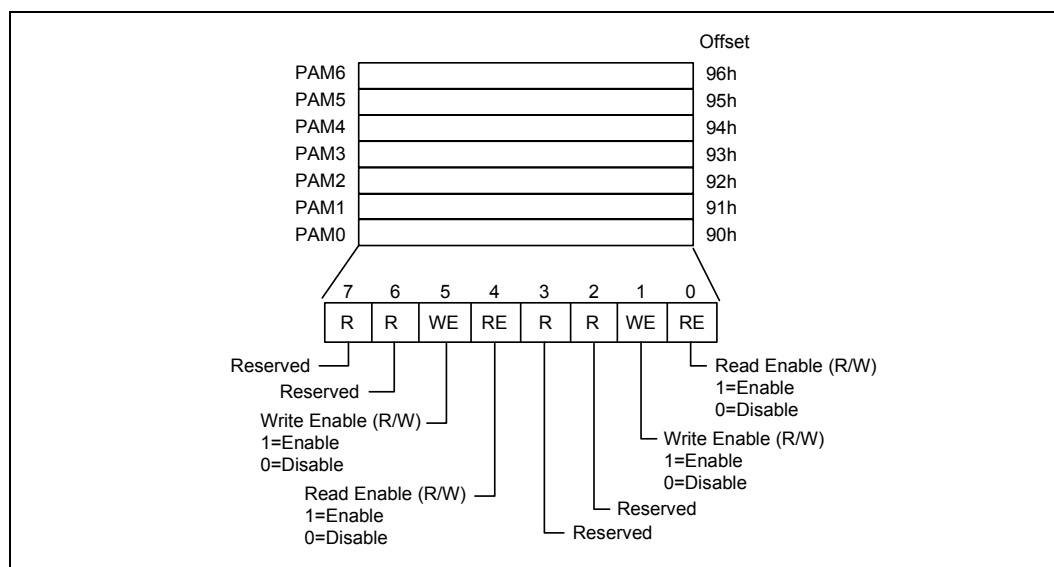 Offset
PAM6 96h
PAM5 95h
PAM4 94h
PAM3 93h
PAM2 92h
PAM1 91h
PAM0 90h
7 6 5 4 3 2 1 0
R R WE RE R R WE RE
Reserved
Reserved
Write Enable (R/W)
1=Enable
0=Disable
Read Enable (R/W)
1=Enable
0=Disable
Reserved
Reserved
Write Enable (R/W)
1=Enable
0=Disable
Read Enable (R/W)
1=Enable
0=Disable